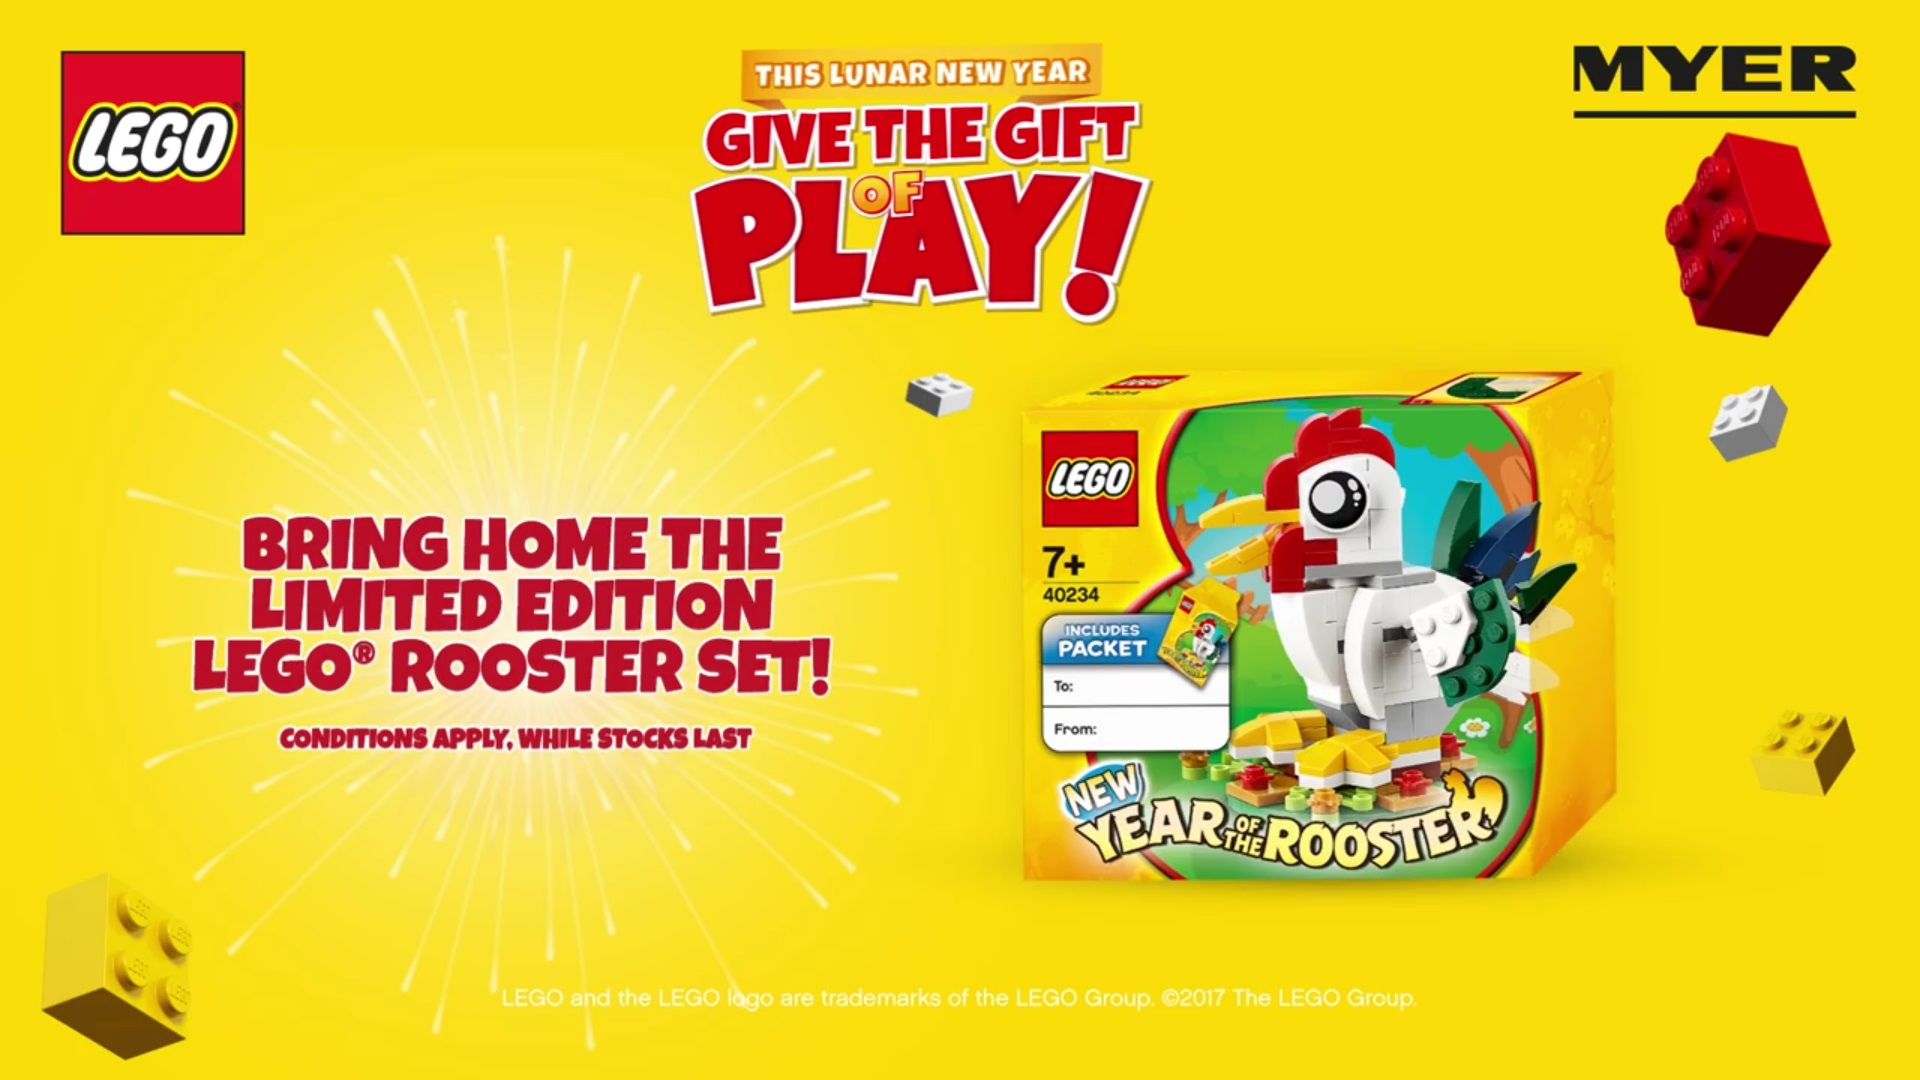 LEGO
THIS LUNAR NEW YEAR
GIVE THE GIFT
OF
PLAY!
MYER
BRING HOME THE
LIMITED EDITION
LEGO® ROOSTER SET!
CONDITIONS APPLY, WHILE STOCKS LAST
LEGO
40234
LEGO
7+
40234
INCLUDES
PACKET
To:
From:
NEW
YEAR OF THE ROOSTER
LEGO and the LEGO logo are trademarks of the LEGO Group. ©2017 The LEGO Group.